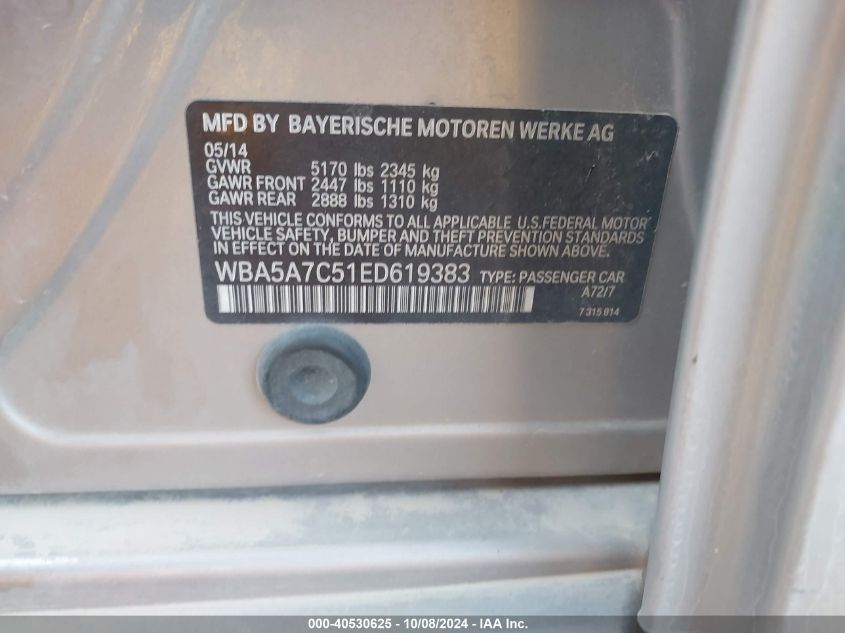 MFD BY BAYERISCHE MOTOREN WERKE AG
05/14
GVWR 5170 lbs 2345 kg
GAWR FRONT 2447 lbs 1110 kg
GAWR REAR 2888 lbs 1310 kg
THIS VEHICLE CONFORMS TO ALL APPLICABLE U.S.FEDERAL MOTOR
VEHICLE SAFETY, BUMPER AND THEFT PREVENTION STANDARDS
IN EFFECT ON THE DATE OF MANUFACTURE SHOWN ABOVE.
WBA5A7C51ED619383 TYPE: PASSENGER CAR
A72/7
7 315 814
000-40530625 - 10/08/2024 - IAA Inc.